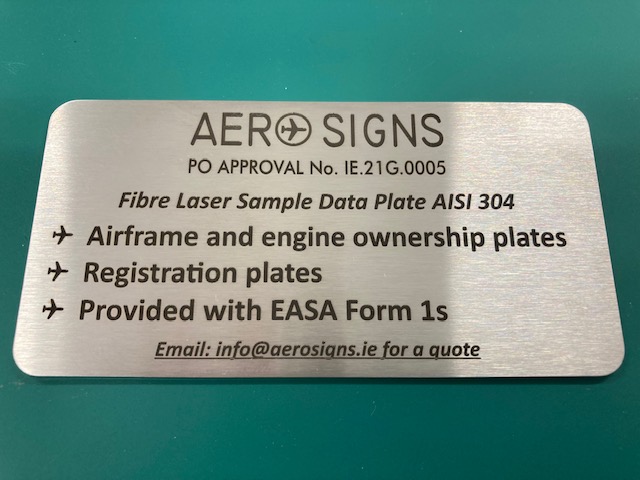 AERO SIGNS
PO APPROVAL No. IE.21G.0005
Fibre Laser Sample Data Plate AISI 304
Airframe and engine ownership plates
Registration plates
Provided with EASA Form 1s
Email: info@aerosigns.ie for a quote